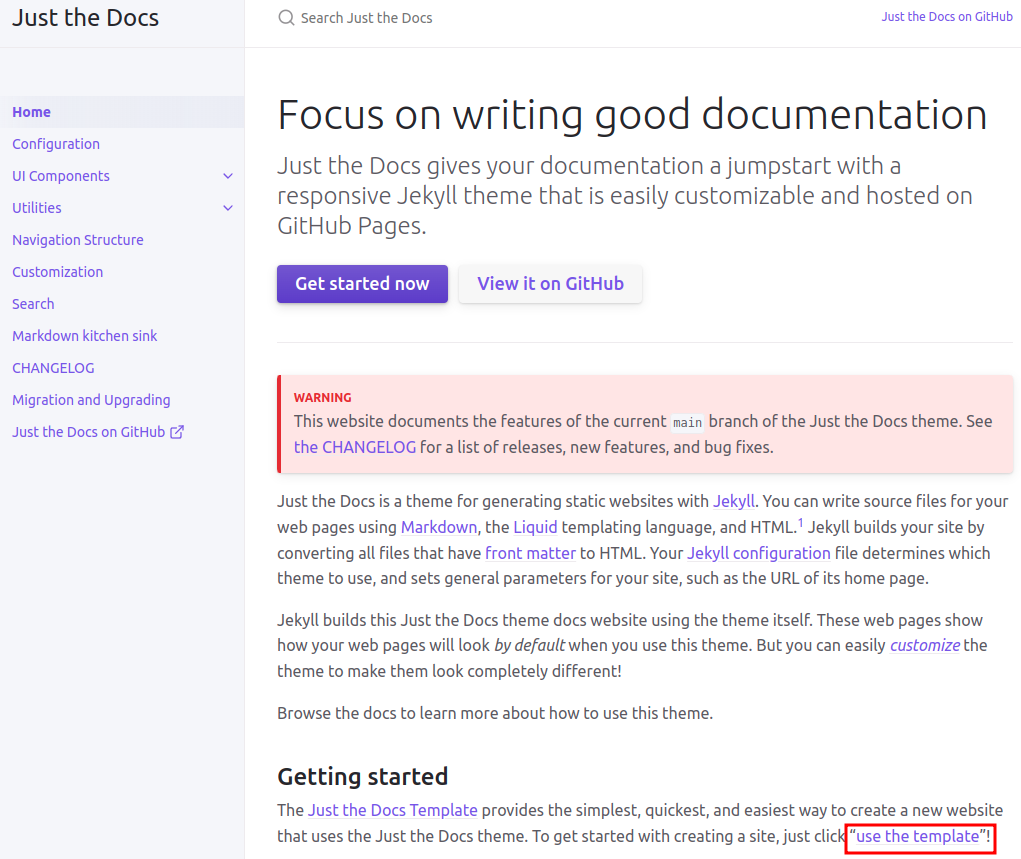 Just the Docs
Search Just the Docs
Just the Docs on GitHub
Home
Configuration
UI Components
Utilities
Navigation Structure
Customization
Search
Markdown kitchen sink
CHANGELOG
Migration and Upgrading
Just the Docs on GitHub
Focus on writing good documentation
Just the Docs gives your documentation a jumpstart with a
responsive Jekyll theme that is easily customizable and hosted on
GitHub Pages.
Get started now
View it on GitHub
WARNING
This website documents the features of the current main branch of the Just the Docs theme. See
the CHANGELOG for a list of releases, new features, and bug fixes.
Just the Docs is a theme for generating static websites with Jekyll. You can write source files for your
web pages using Markdown, the Liquid templating language, and HTML.1 Jekyll builds your site by
converting all files that have front matter to HTML. Your Jekyll configuration file determines which
theme to use, and sets general parameters for your site, such as the URL of its home page.
Jekyll builds this Just the Docs theme docs website using the theme itself. These web pages show
how your web pages will look by default when you use this theme. But you can easily customize the
theme to make them look completely different!
Browse the docs to learn more about how to use this theme.
Getting started
The Just the Docs Template provides the simplest, quickest, and easiest way to create a new website
that uses the Just the Docs theme. To get started with creating a site, just click “use the template”!